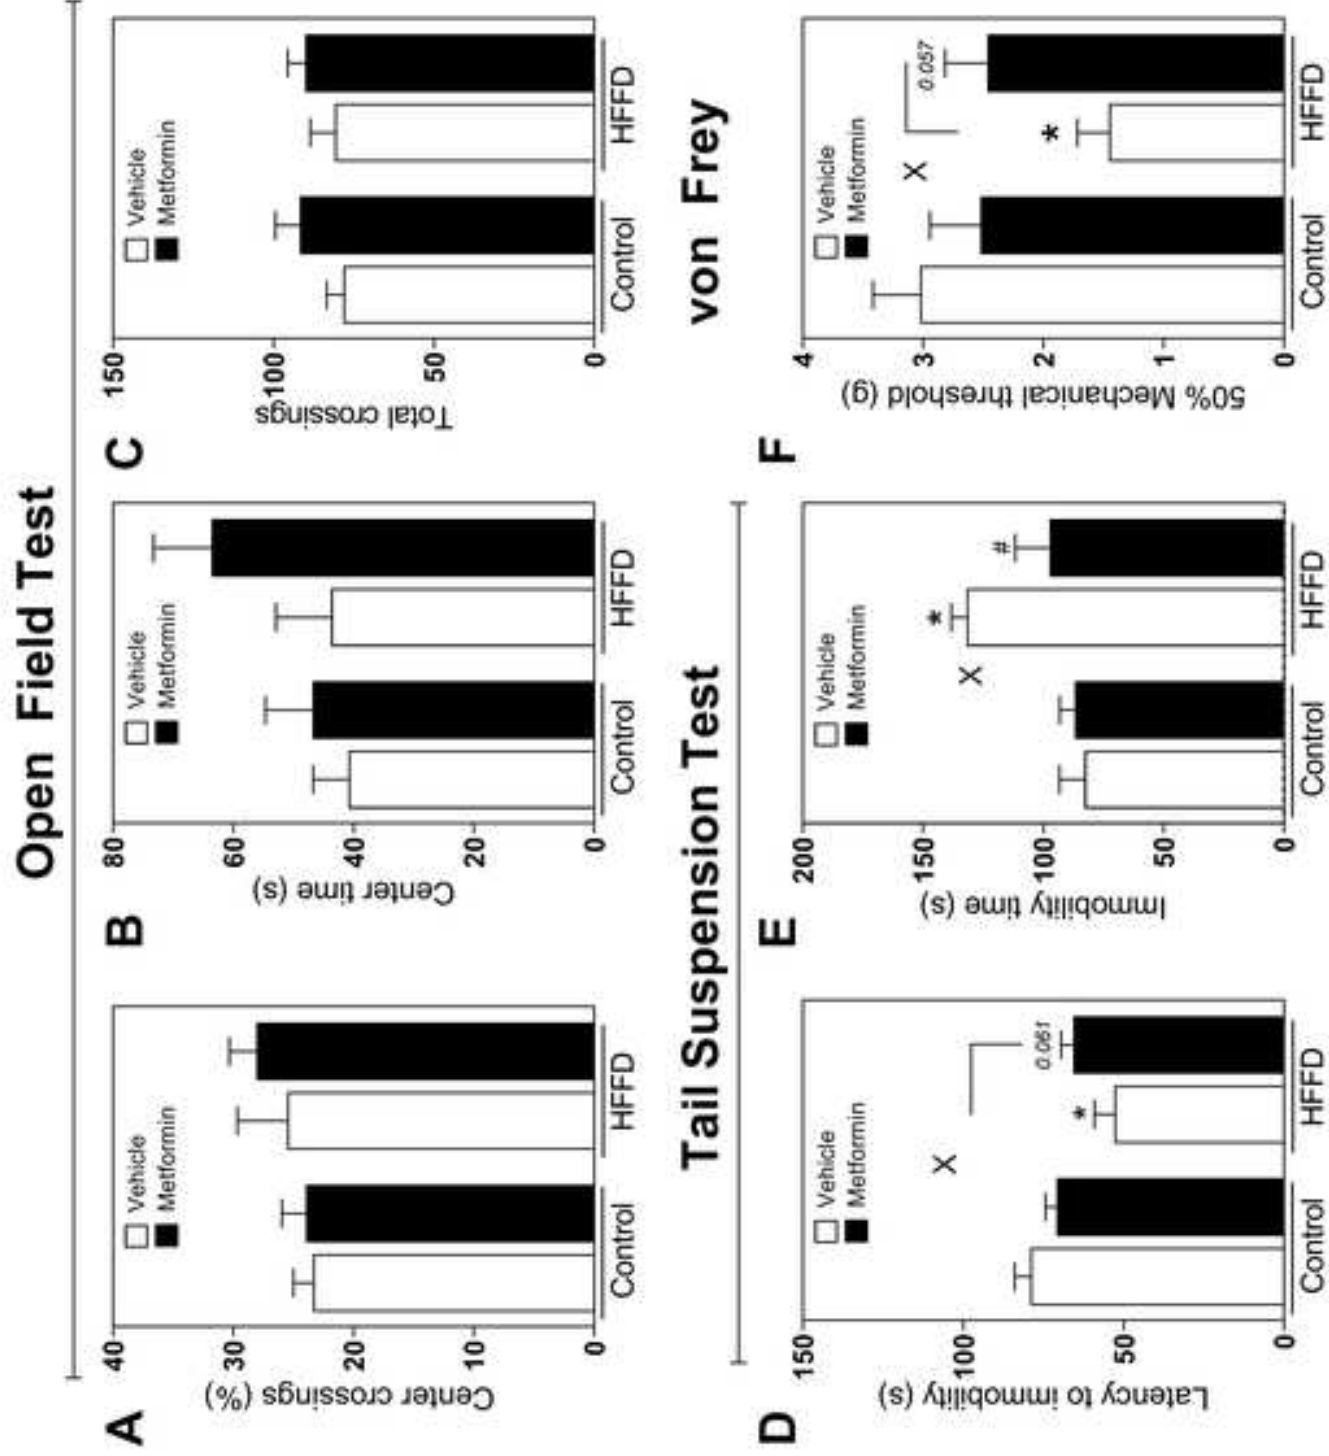 Open Field Test
A
Center crossings (%)
40
30
20
10
0
Vehicle
Metformin
Control
HFFD
B
Center time (s)
80
60
40
20
0
Vehicle
Metformin
Control
HFFD
C
Total crossings
150
100
50
0
Vehicle
Metformin
Control
HFFD
Tail Suspension Test
D
Latency to immobility (s)
150
100
50
0
Vehicle
Metformin
X
*
0.061
Control
HFFD
E
Immobility time (s)
200
150
100
50
0
Vehicle
Metformin
X
*
#
Control
HFFD
von Frey
F
50% Mechanical threshold (g)
4
3
2
1
0
Vehicle
Metformin
X
*
0.057
Control
HFFD